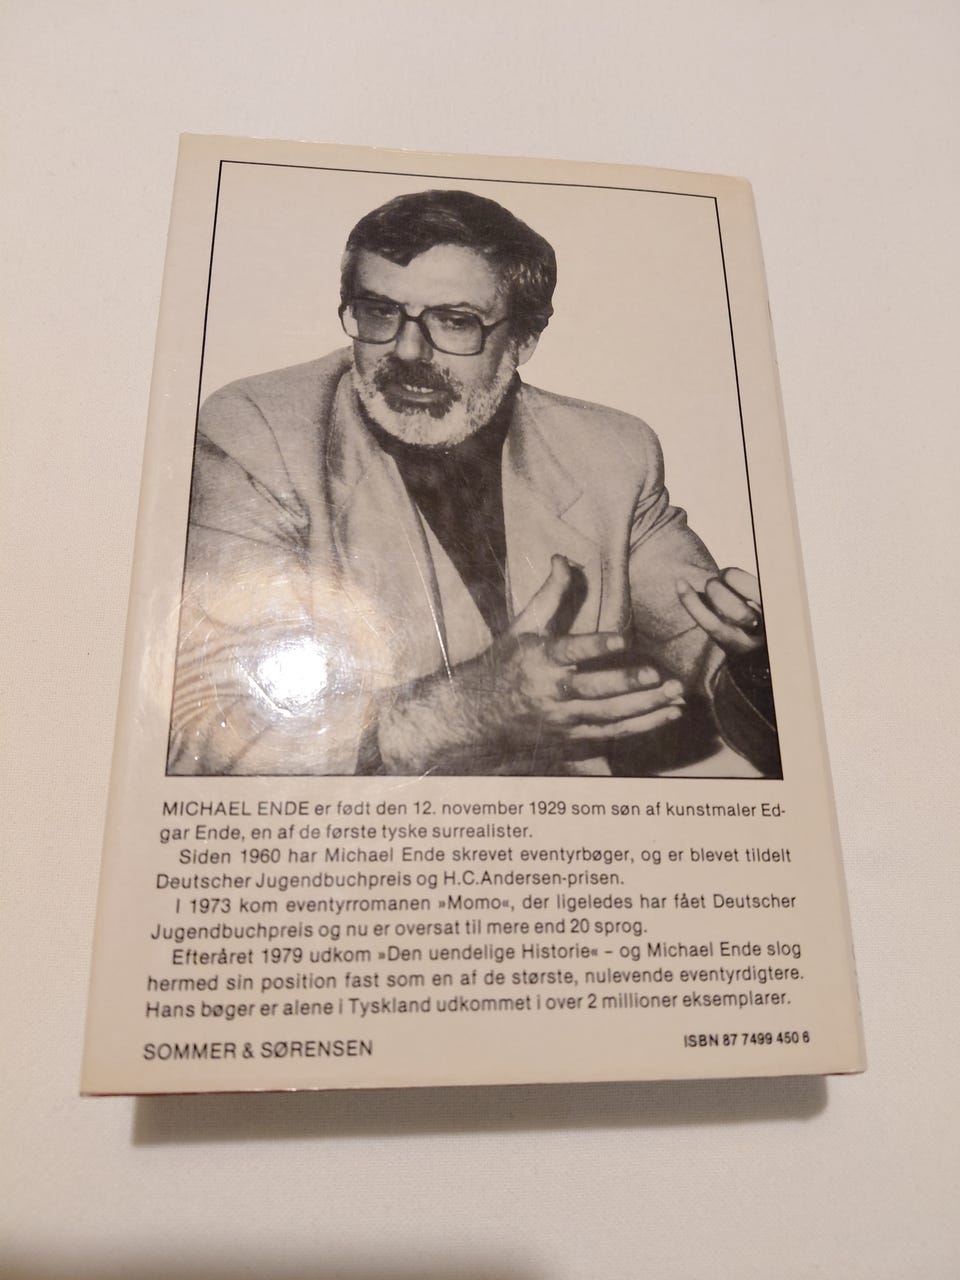 MICHAEL ENDE er født den 12. november 1929 som søn af kunstmaler Ed-
gar Ende, en af de første tyske surrealister.
Siden 1960 har Michael Ende skrevet eventyrbøger, og er blevet tildelt
Deutscher Jugendbuchpreis og H.C.Andersen-prisen.
I 1973 kom eventyrromanen »Momo«, der ligeledes har fået Deutscher
Jugendbuchpreis og nu er oversat til mere end 20 sprog.
Efteråret 1979 udkom »Den uendelige Historie« – og Michael Ende slog
hermed sin position fast som en af de største, nulevende eventyrdigtere.
Hans bøger er alene i Tyskland udkommet i over 2 millioner eksemplarer.
SOMMER & SØRENSEN
ISBN 87 7499 450 6